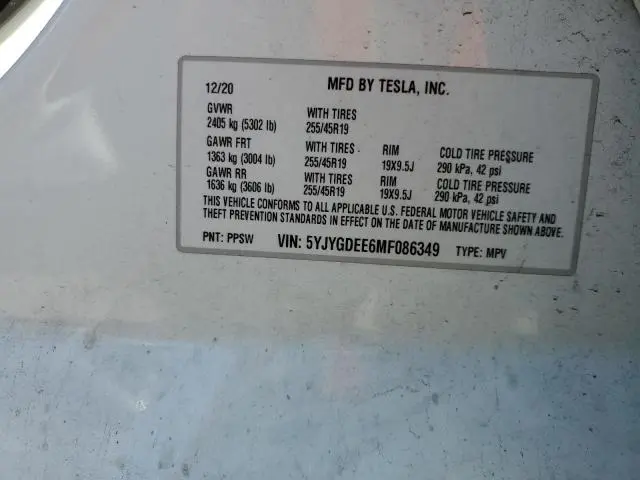 12/20 MFD BY TESLA, INC.
GVWR WITH TIRES
2405 kg (5302 lb) 255/45R19
GAWR FRT WITH TIRES RIM COLD TIRE PRESSURE
1363 kg (3004 lb) 255/45R19 19X9.5J 290 kPa, 42 psi
GAWR RR WITH TIRES RIM COLD TIRE PRESSURE
1636 kg (3606 lb) 255/45R19 19X9.5J 290 kPa, 42 psi
THIS VEHICLE CONFORMS TO ALL APPLICABLE U.S. FEDERAL MOTOR VEHICLE SAFETY AND
THEFT PREVENTION STANDARDS IN EFFECT ON THE DATE OF MANUFACTURE SHOWN ABOVE.
PNT: PPSW VIN: 5YJYGDEE6MF086349 TYPE: MPV